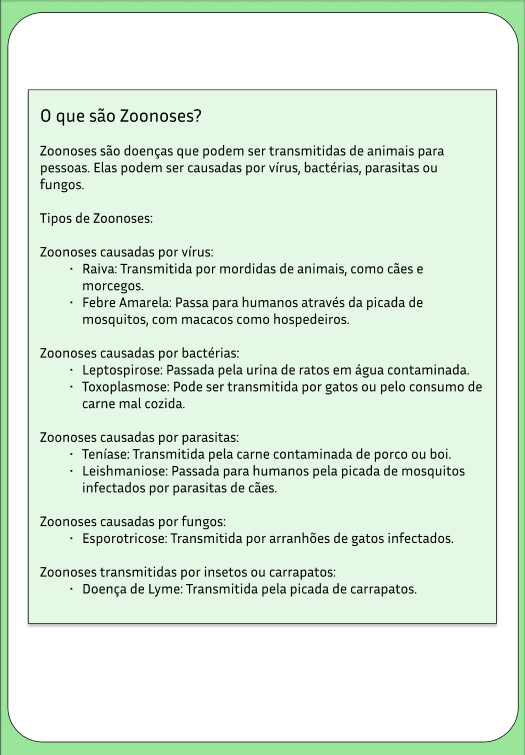 O que são Zoonoses?
Zoonoses são doenças que podem ser transmitidas de animais para
pessoas. Elas podem ser causadas por vírus, bactérias, parasitas ou
fungos.
Tipos de Zoonoses:
Zoonoses causadas por vírus:
• Raiva: Transmitida por mordidas de animais, como cães e
morcegos.
• Febre Amarela: Passa para humanos através da picada de
mosquitos, com macacos como hospedeiros.
Zoonoses causadas por bactérias:
• Leptospirose: Passada pela urina de ratos em água contaminada.
• Toxoplasmose: Pode ser transmitida por gatos ou pelo consumo de
carne mal cozida.
Zoonoses causadas por parasitas:
• Teníase: Transmitida pela carne contaminada de porco ou boi.
• Leishmaniose: Passada para humanos pela picada de mosquitos
infectados por parasitas de cães.
Zoonoses causadas por fungos:
• Esporotricose: Transmitida por arranhões de gatos infectados.
Zoonoses transmitidas por insetos ou carrapatos:
• Doença de Lyme: Transmitida pela picada de carrapatos.